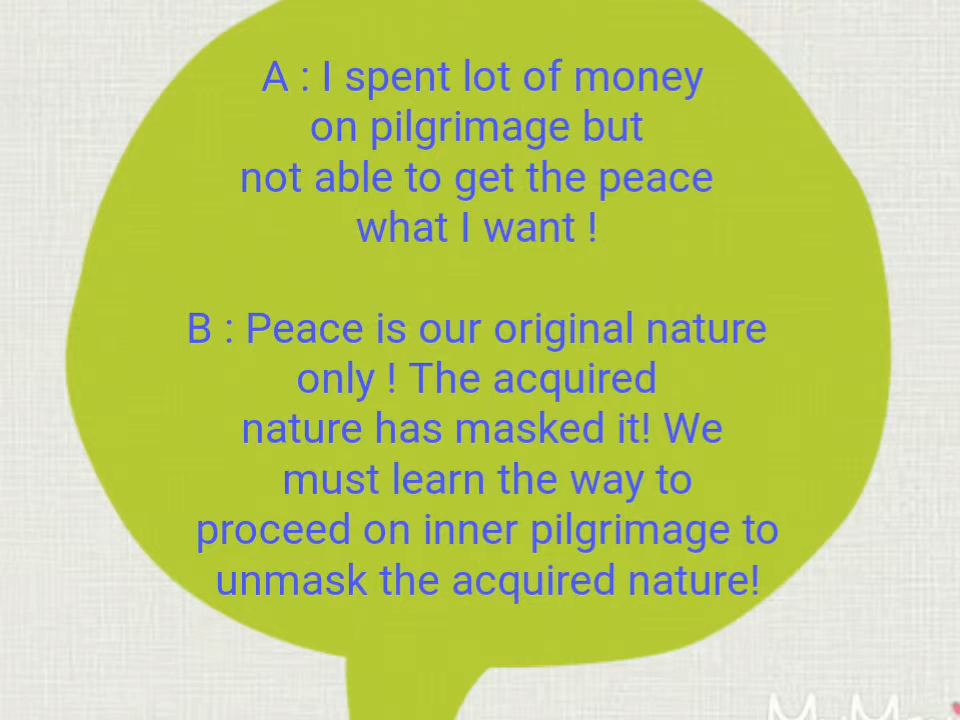 A : I spent lot of money
on pilgrimage but
not able to get the peace
what I want !
B : Peace is our original nature
only ! The acquired
nature has masked it! We
must learn the way to
proceed on inner pilgrimage to
unmask the acquired nature!